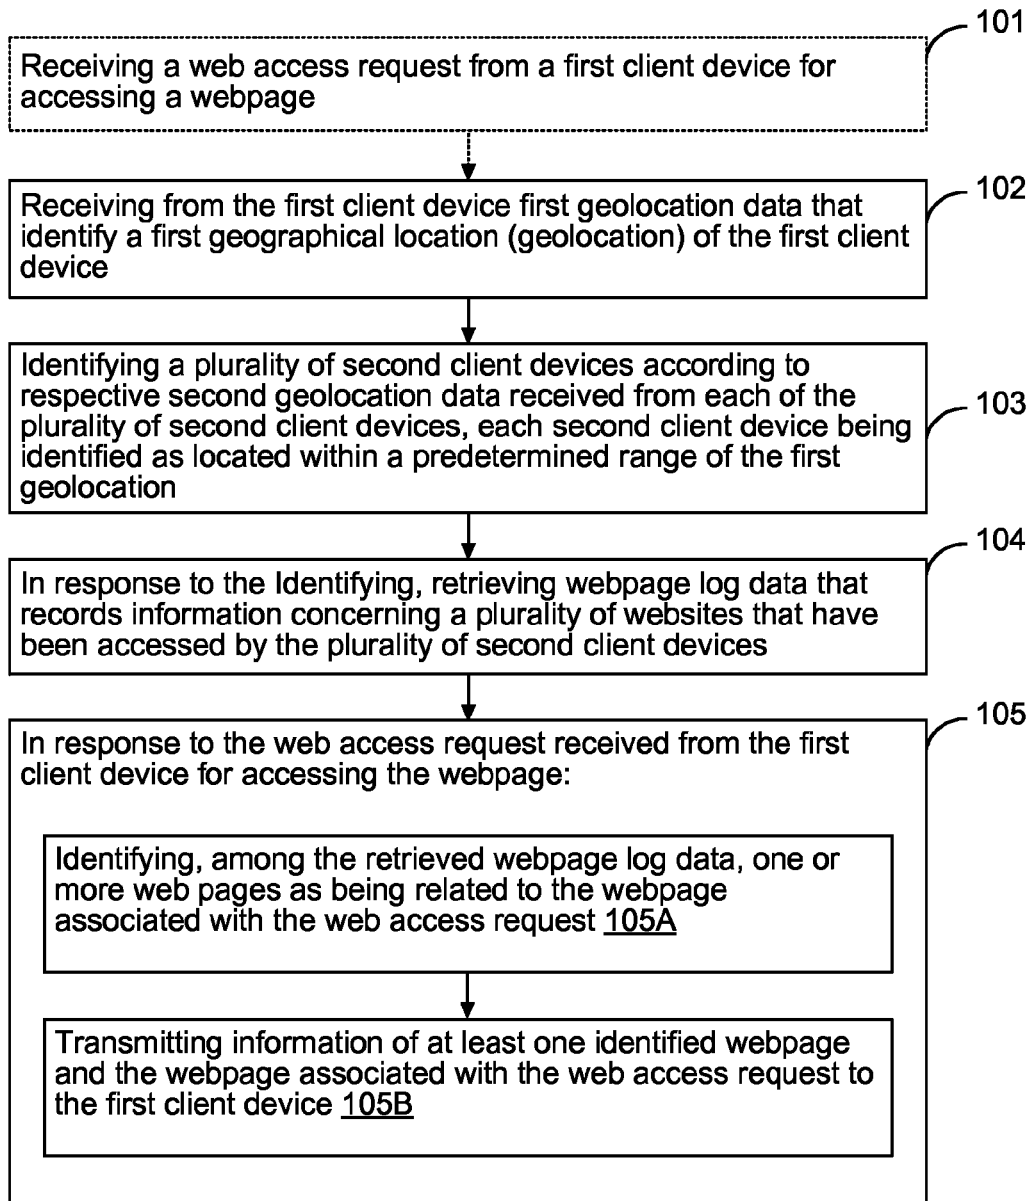 101
Receiving a web access request from a first client device for
accessing a webpage
102
Receiving from the first client device first geolocation data that
identify a first geographical location (geolocation) of the first client
device
103
Identifying a plurality of second client devices according to
respective second geolocation data received from each of the
plurality of second client devices, each second client device being
identified as located within a predetermined range of the first
geolocation
104
In response to the Identifying, retrieving webpage log data that
records information concerning a plurality of websites that have
been accessed by the plurality of second client devices
105
In response to the web access request received from the first
client device for accessing the webpage:
Identifying, among the retrieved webpage log data, one or
more web pages as being related to the webpage
associated with the web access request 105A
Transmitting information of at least one identified webpage
and the webpage associated with the web access request to
the first client device 105B